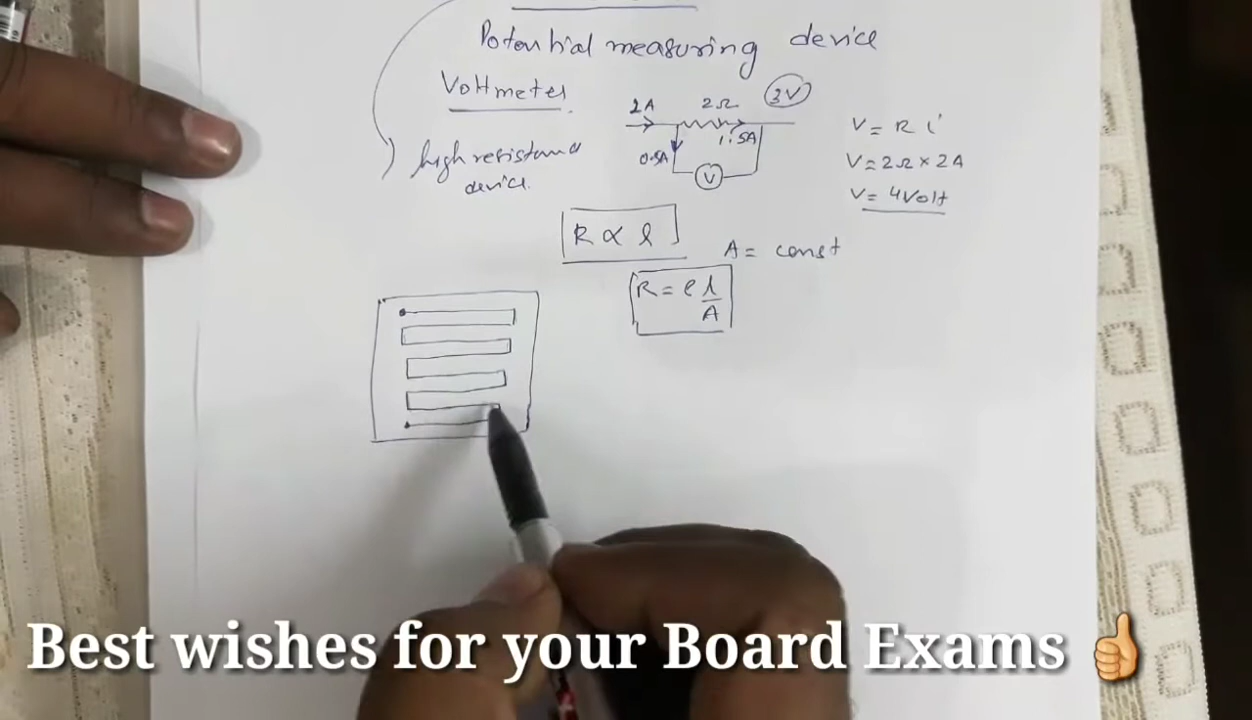 Potential measuring device
Voltmeter
) high resistance
device.
2A 2Ω 3V
0.5A 1.5A
V
V = R i
V = 2Ω × 2A
V = 4Volt
R ∝ l
A = const
R = ρ l/A
Best wishes for your Board Exams 👍